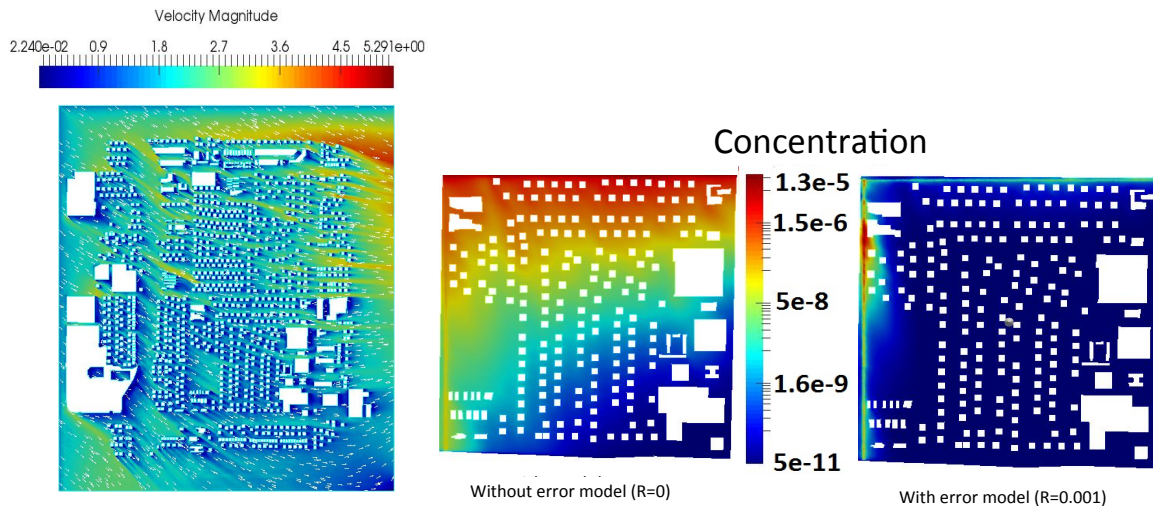 Velocity Magnitude
2.240e-02 0.9 1.8 2.7 3.6 4.5 5.291e+00
Concentration
1.3e-5
1.5e-6
5e-8
1.6e-9
5e-11
Without error model (R=0)
With error model (R=0.001)